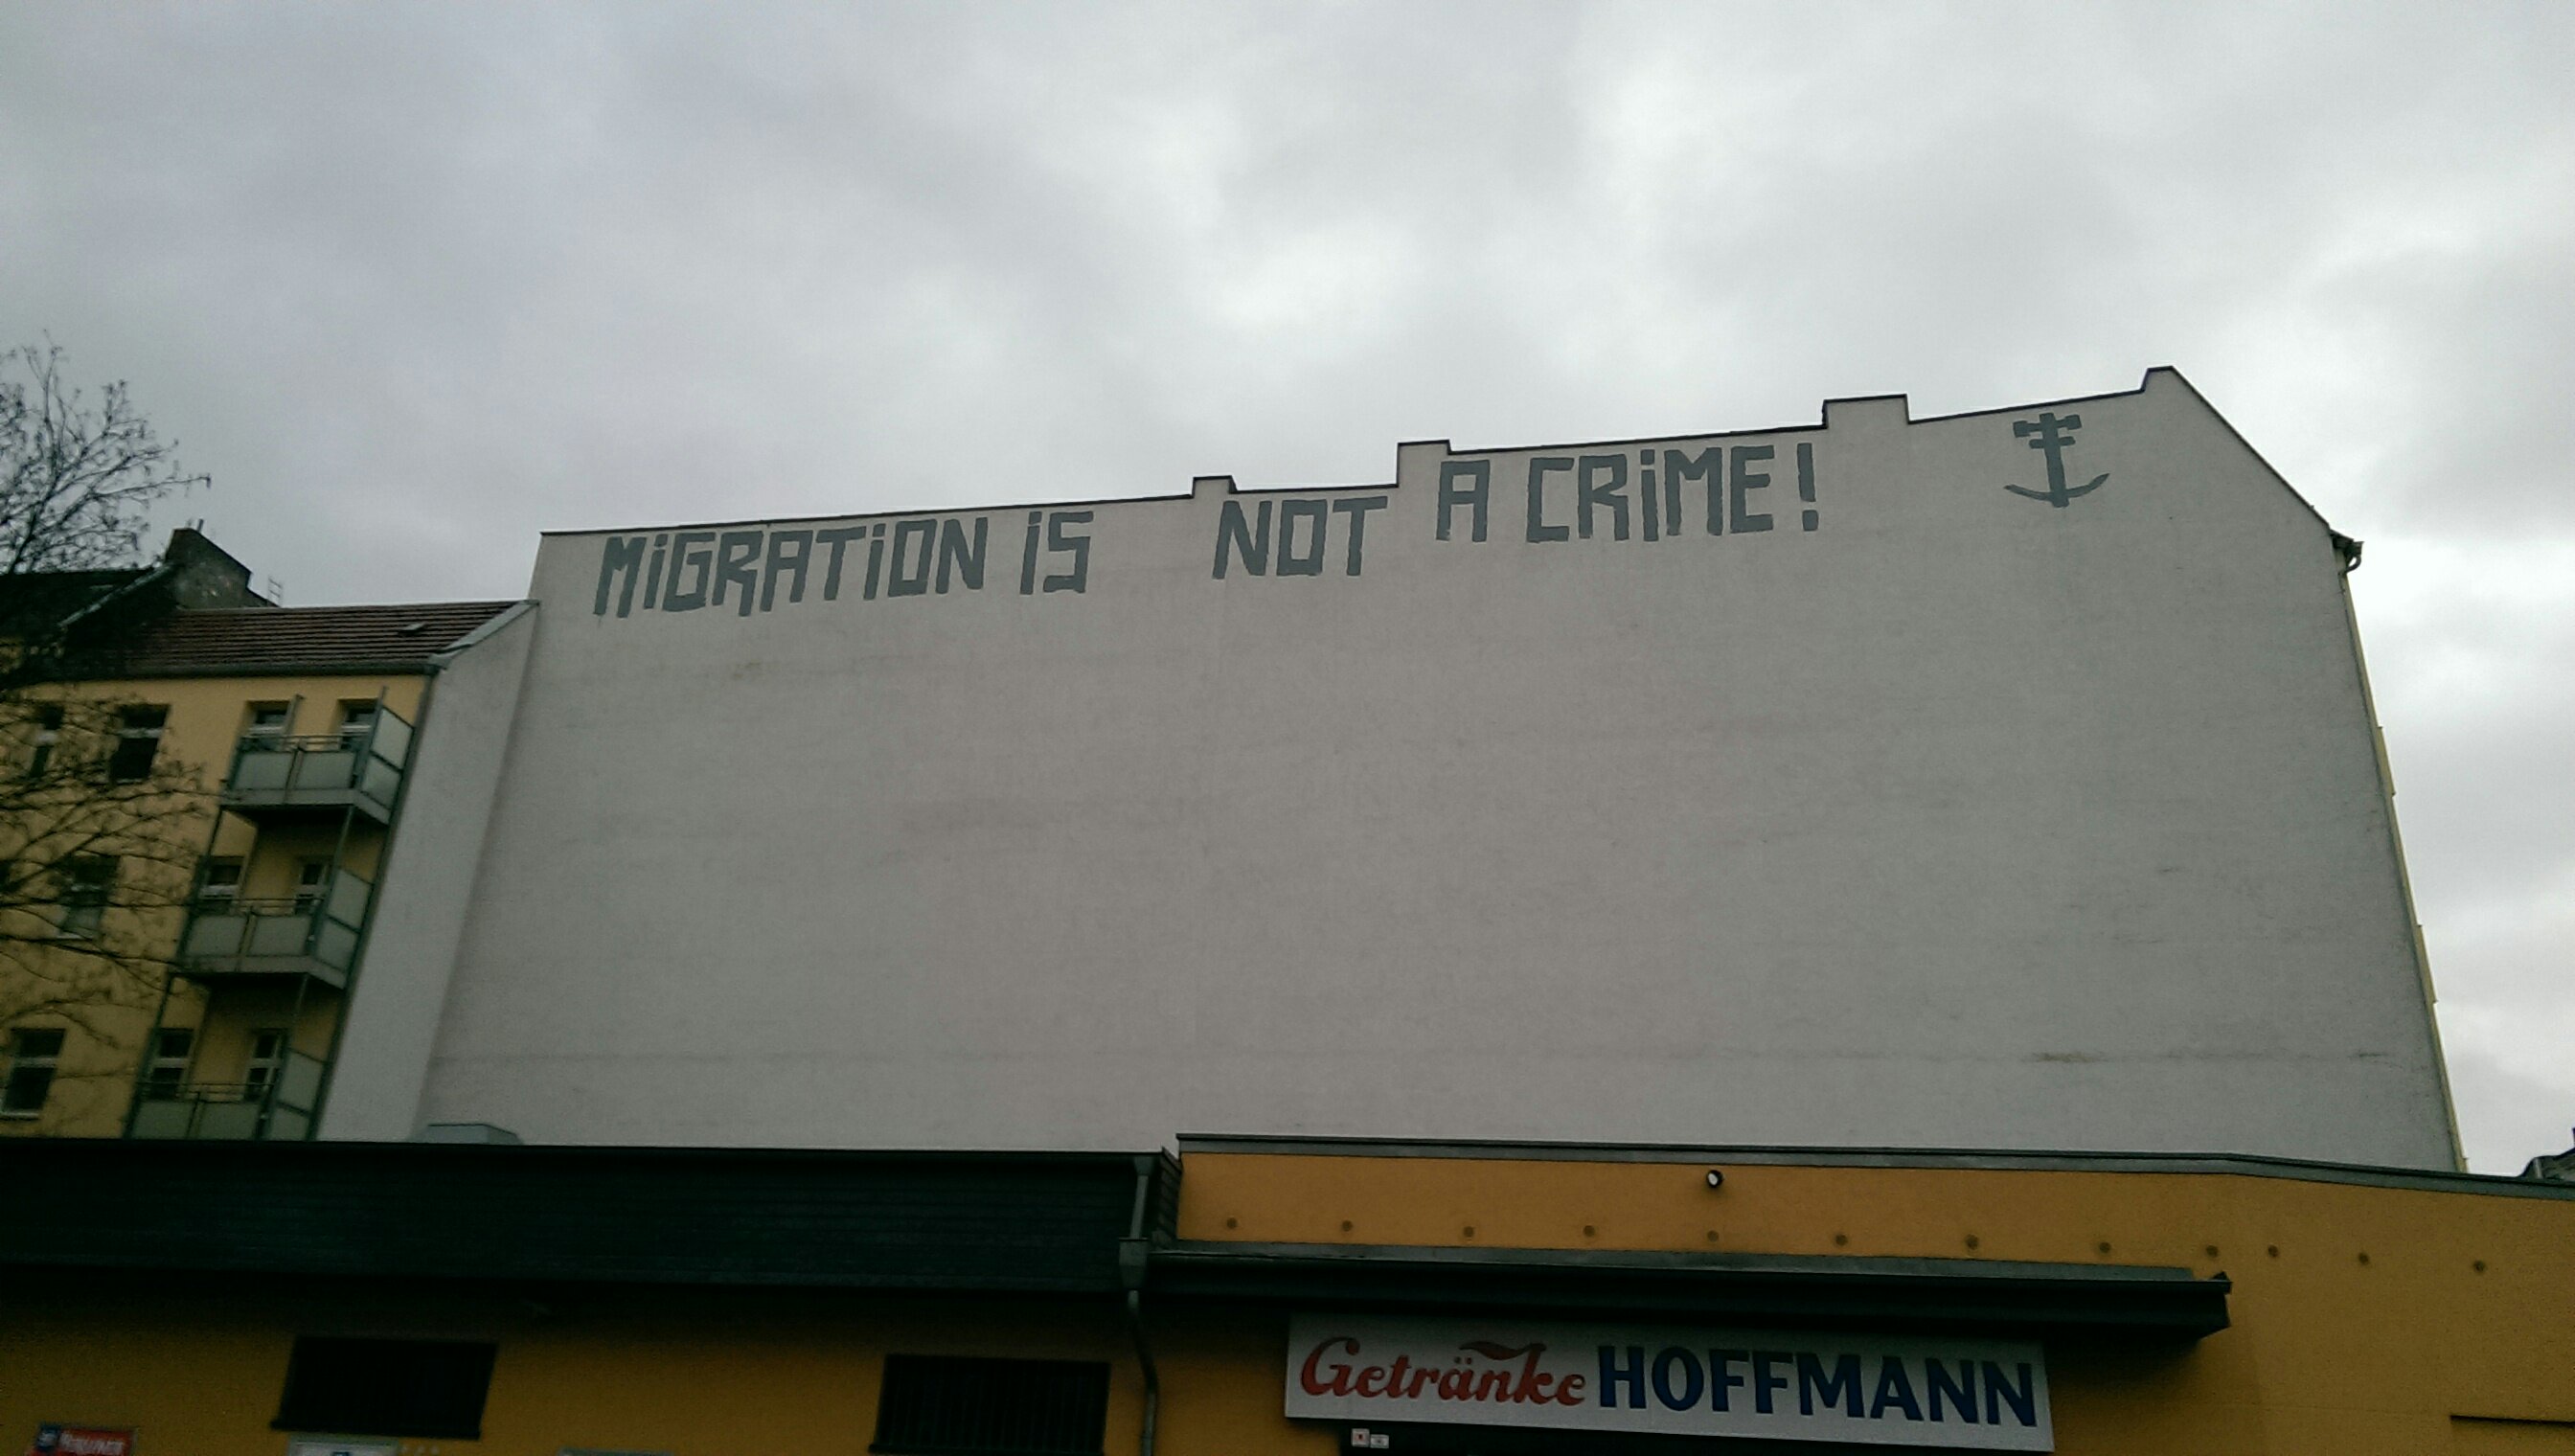 MiGRATiON iS NOT A CRiME!
Getränke HOFFMANN